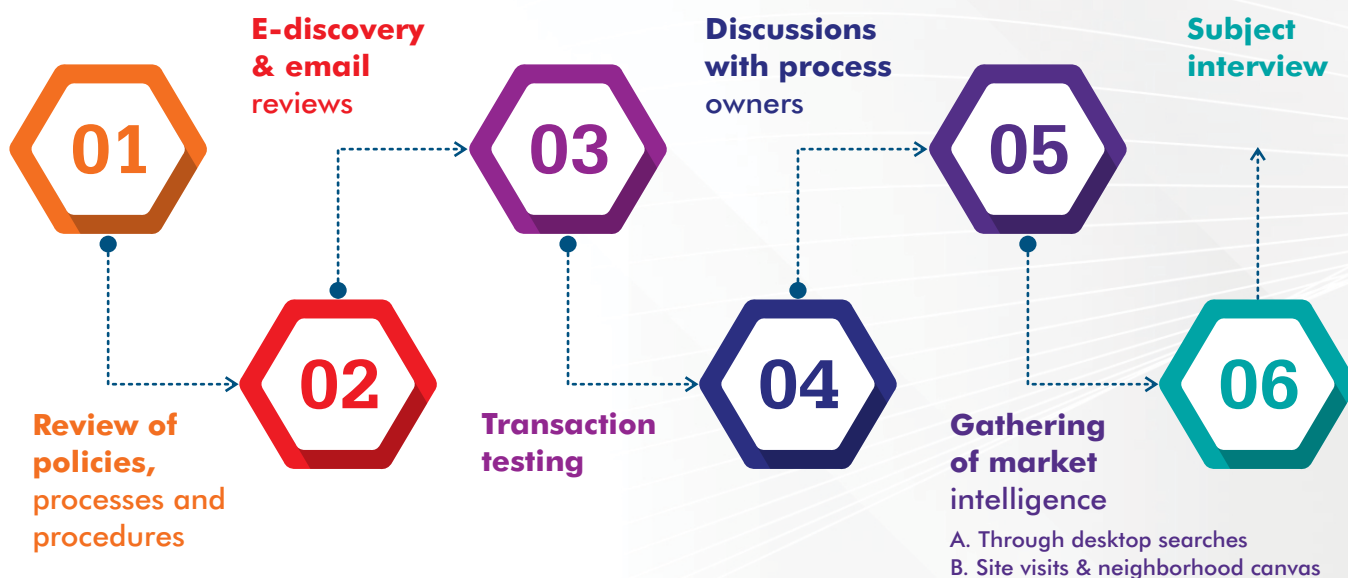 01
Review of
policies,
processes and
procedures
02
E-discovery
& email
reviews
03
Transaction
testing
04
Discussions
with process
owners
05
Gathering
of market
intelligence
A. Through desktop searches
B. Site visits & neighborhood canvas
06
Subject
interview